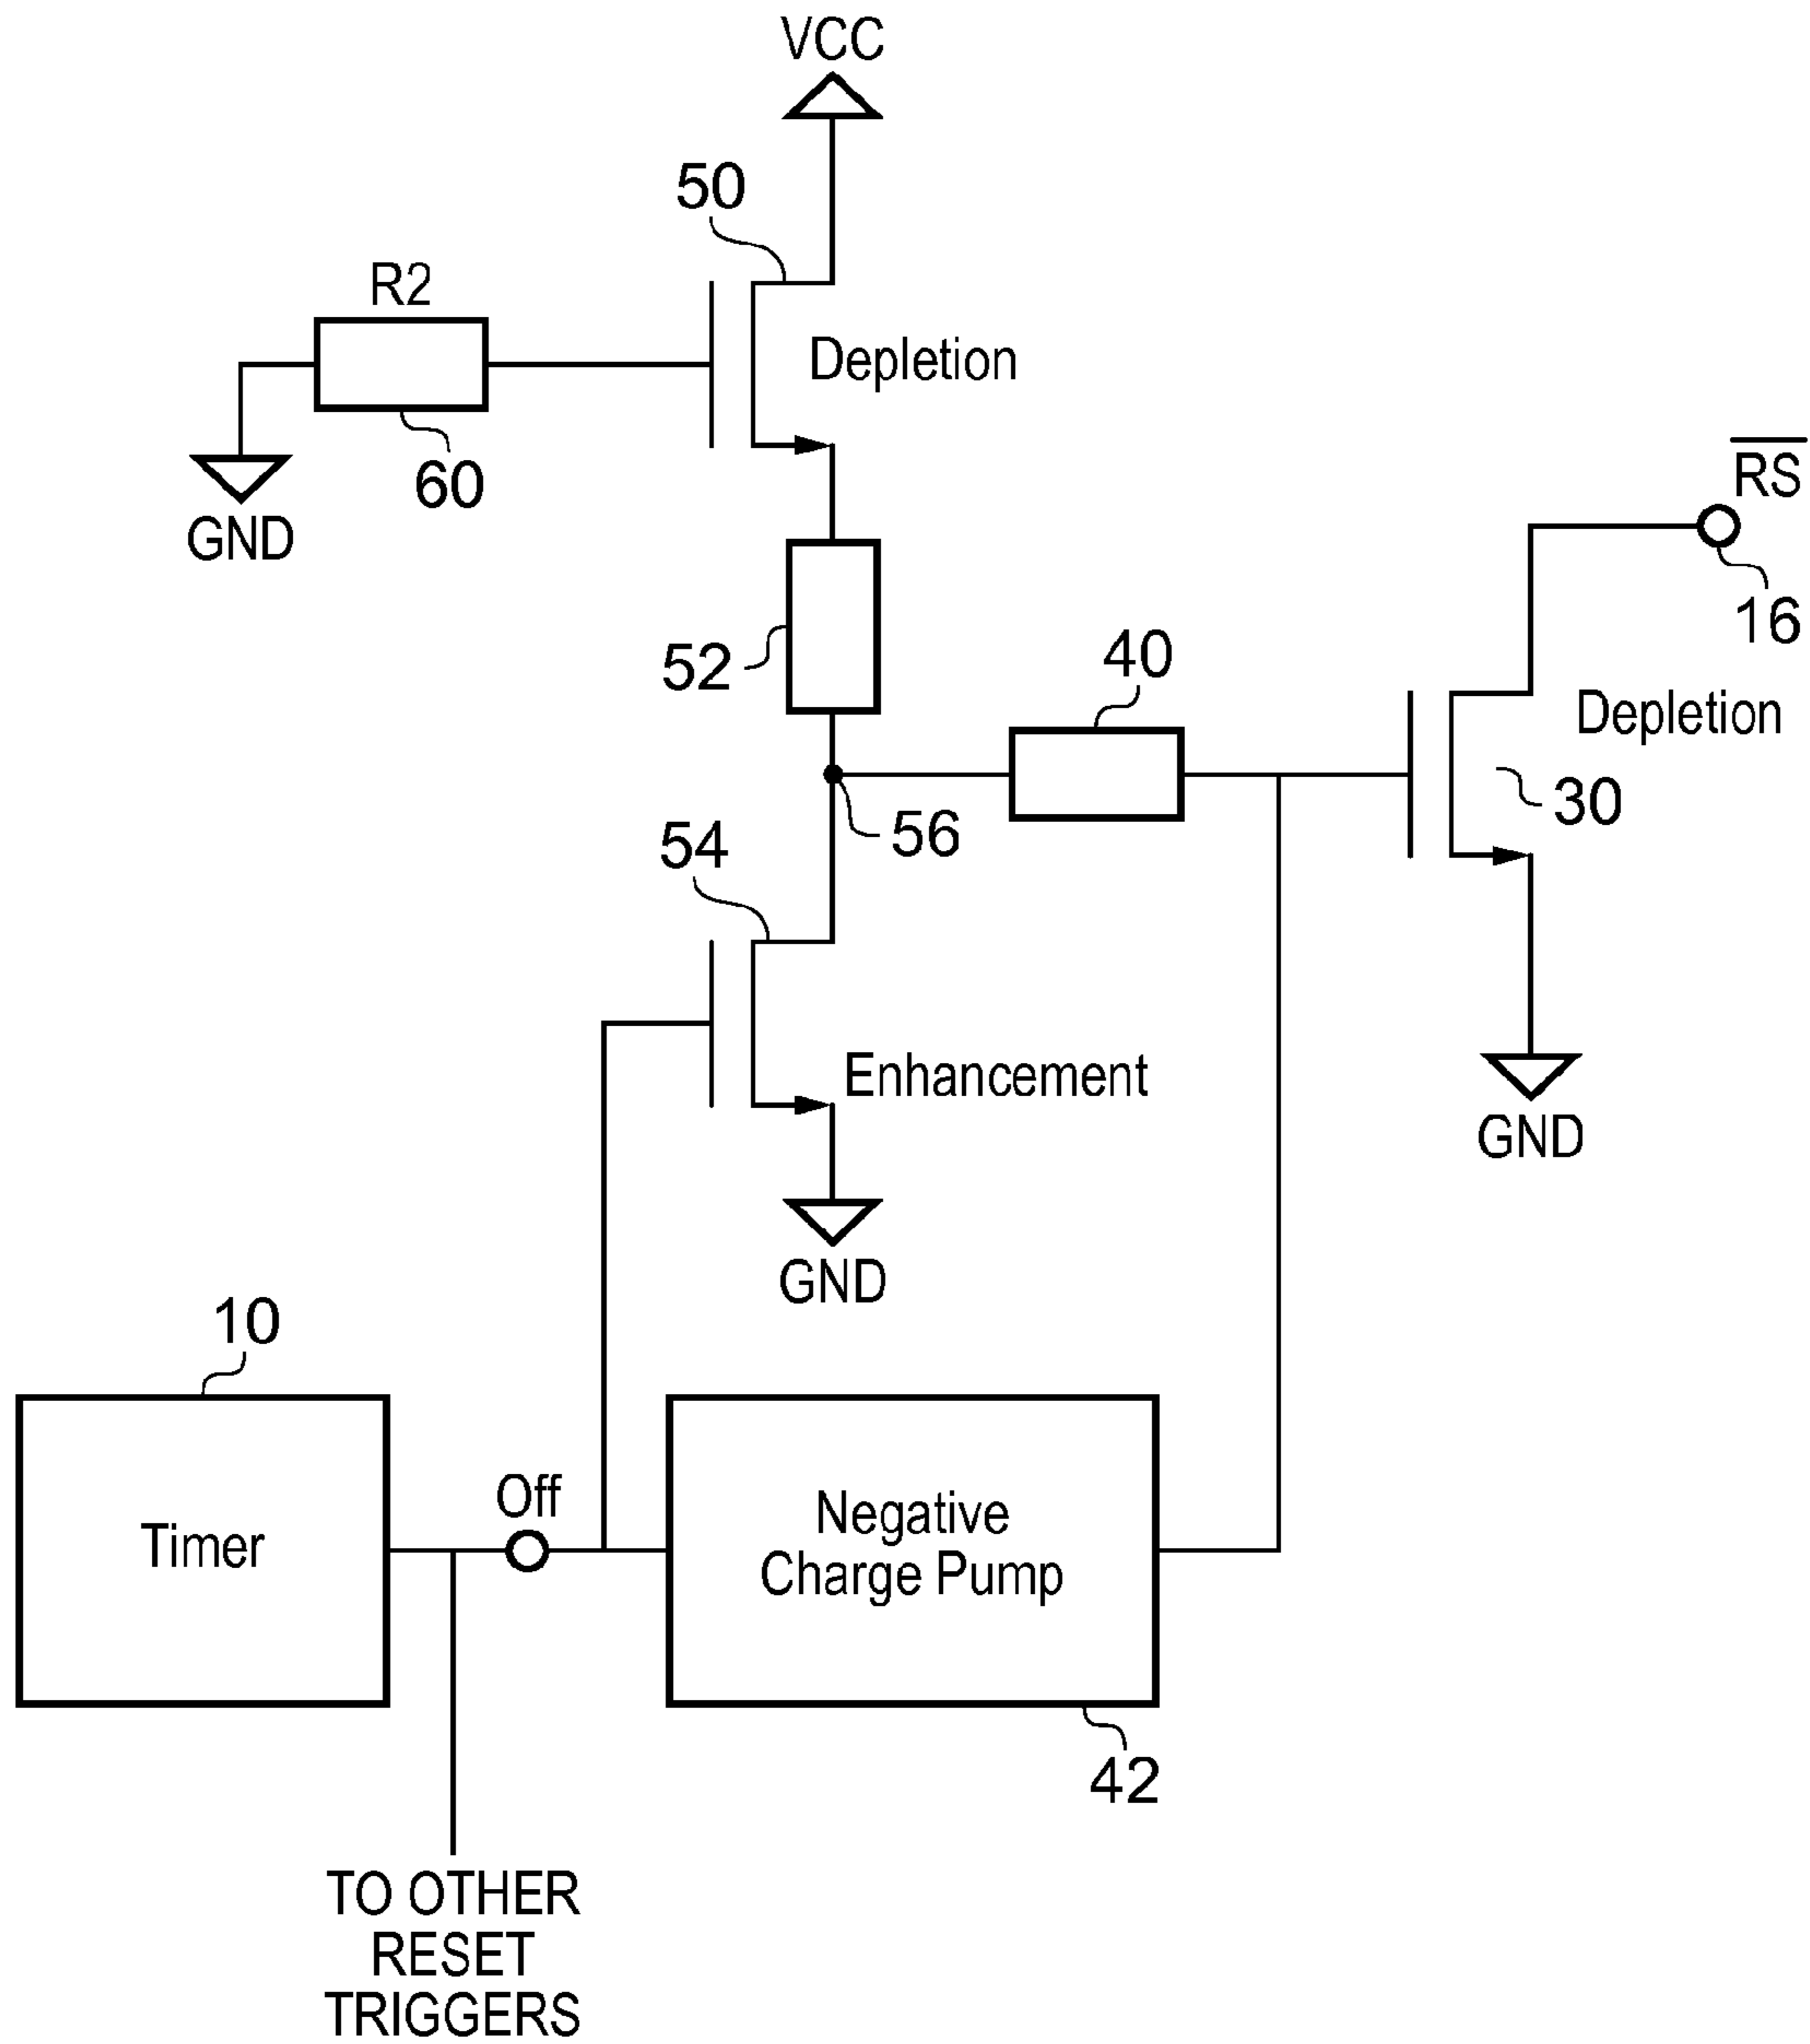 VCC
50
R2
Depletion
60
GND
RS
16
52
40
Depletion
30
56
54
Enhancement
GND
GND
10
Off
Timer
Negative
Charge Pump
42
TO OTHER
RESET
TRIGGERS